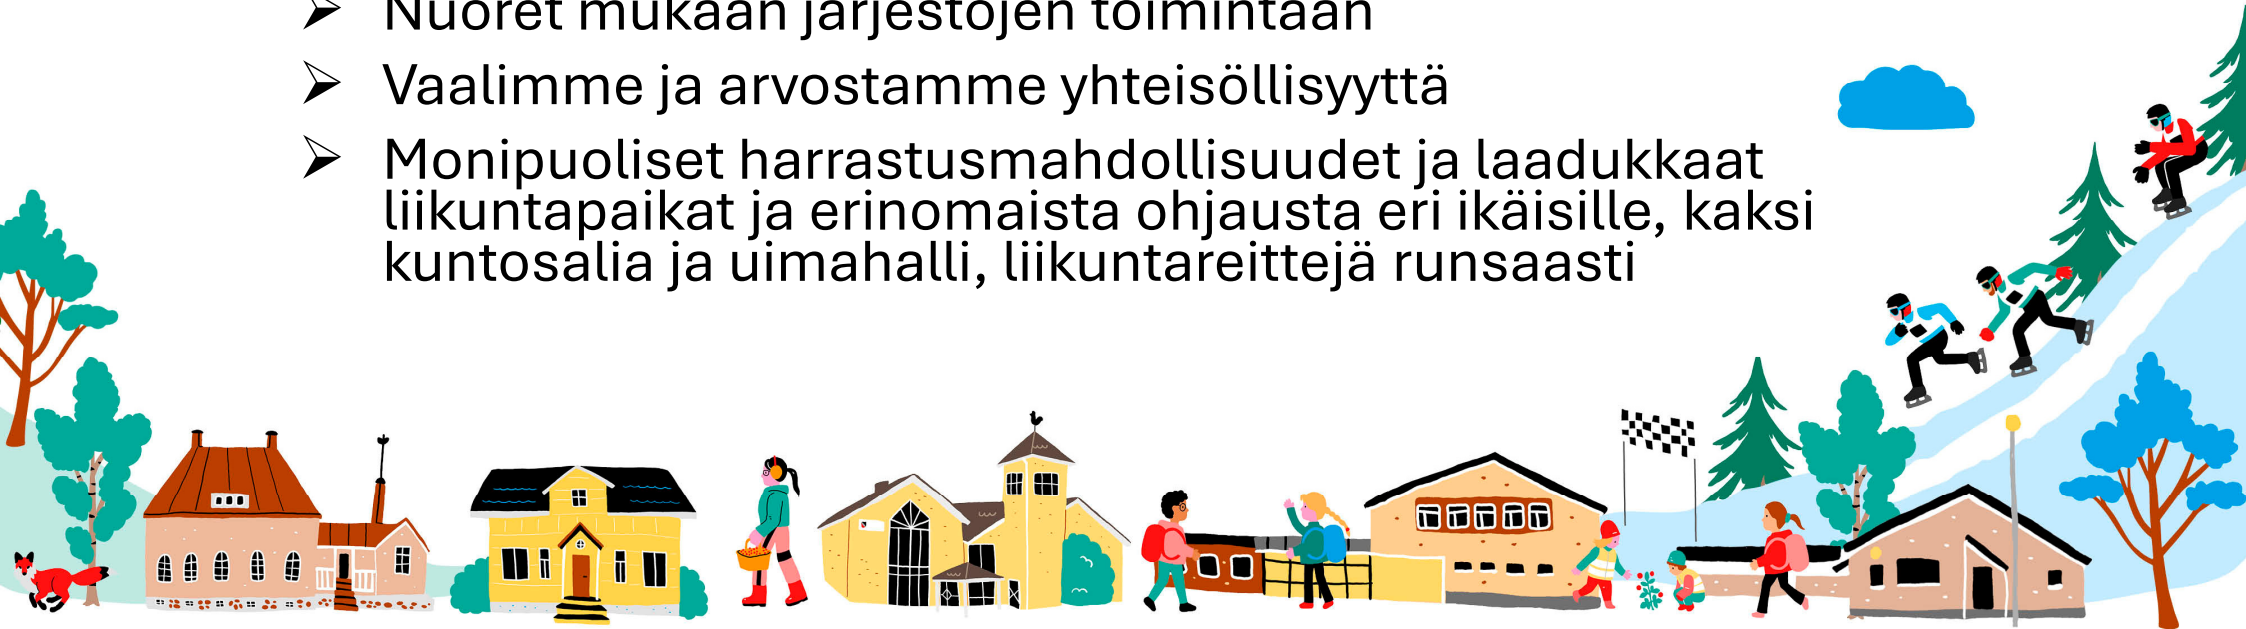 ➢ Nuoret mukaan järjestöjen toimintaan
➢ Vaalimme ja arvostamme yhteisöllisyyttä
➢ Monipuoliset harrastusmahdollisuudet ja laadukkaat
liikuntapaikat ja erinomaista ohjausta eri ikäisille, kaksi
kuntosalia ja uimahalli, liikuntareittejä runsaasti